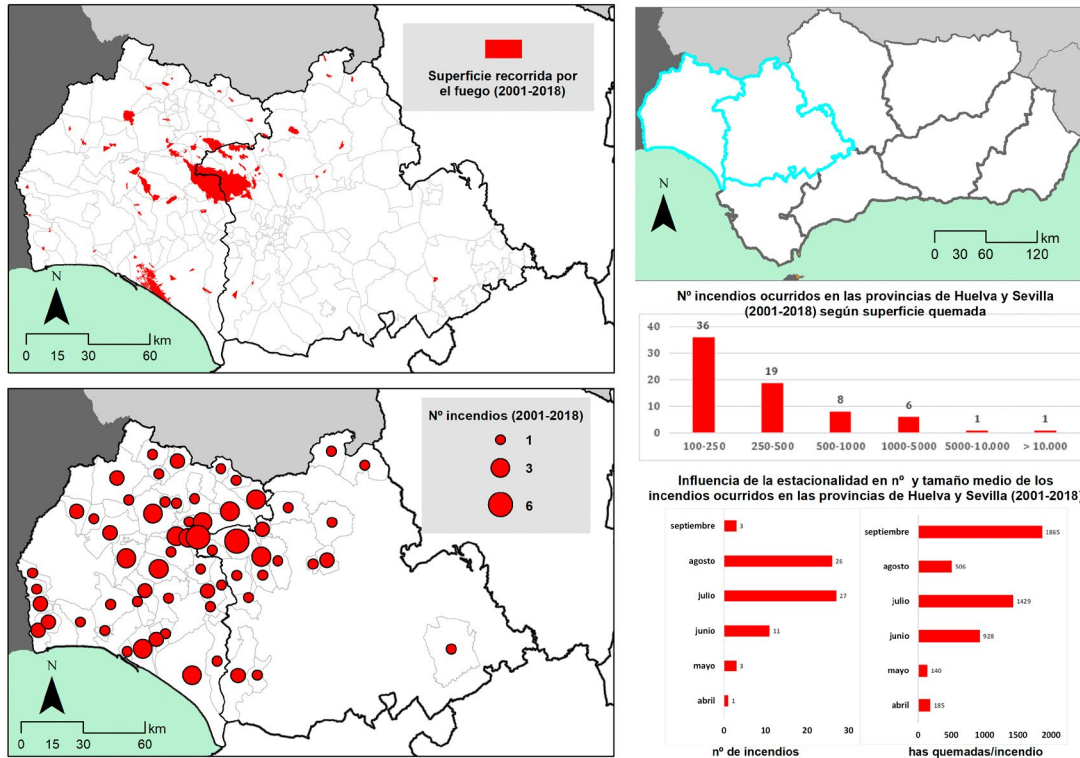 Superficie recorrida por
el fuego (2001-2018)
N
km
0 15 30 60
N
km
0 30 60 120
Nº incendios (2001-2018)
1
3
6
N
km
0 15 30 60
Nº incendios ocurridos en las provincias de Huelva y Sevilla
(2001-2018) según superficie quemada
40
30
20
10
0
36
19
8
6
1
1
100-250 250-500 500-1000 1000-5000 5000-10.000 > 10.000
Influencia de la estacionalidad en nº y tamaño medio de los
incendios ocurridos en las provincias de Huelva y Sevilla (2001-2018)
septiembre 3
agosto 26
julio 27
junio 11
mayo 3
abril 1
0 10 20 30
nº de incendios
septiembre 1865
agosto 506
julio 1429
junio 928
mayo 140
abril 185
0 500 1000 1500 2000
has quemadas/incendio